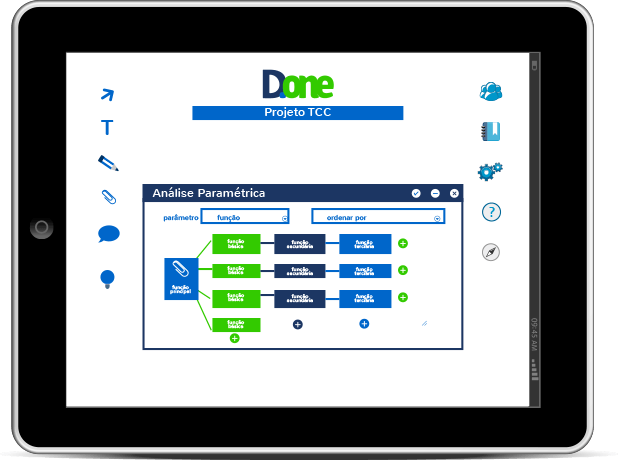 D.one
Projeto TCC
T
Análise Paramétrica
parâmetro
função
ordenar por
função
básica
função
secundária
função
terciária
função
principal
função
básica
função
secundária
função
terciária
função
básica
função
secundária
função
terciária
função
básica
?
09:45 AM